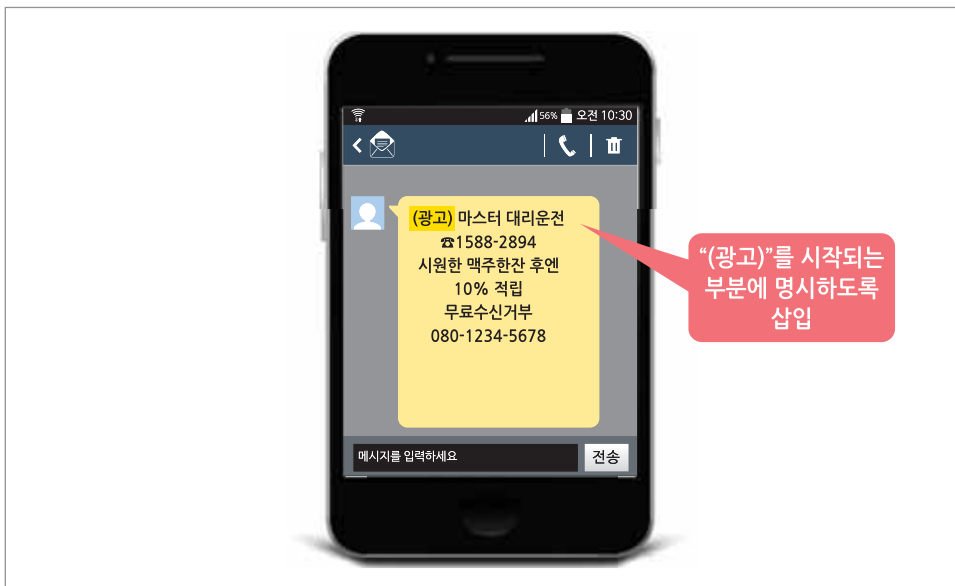 56% 오전 10:30
(광고) 마스터 대리운전
☎1588-2894
시원한 맥주한잔 후엔
10% 적립
무료수신거부
080-1234-5678
“(광고)”를 시작되는
부분에 명시하도록
삽입
메시지를 입력하세요
전송